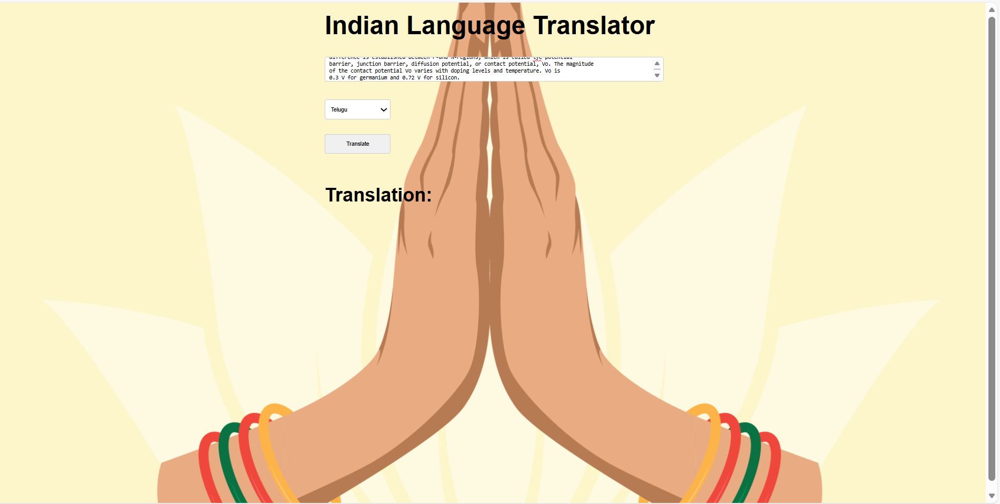 Indian Language Translator
difference is established between P-and N-regions, which is called tye potential
barrier, junction barrier, diffusion potential, or contact potential, Vo. The magnitude
of the contact potential Vo varies with doping levels and temperature. Vo is
0.3 V for germanium and 0.72 V for silicon.
Telugu
Translate
Translation: